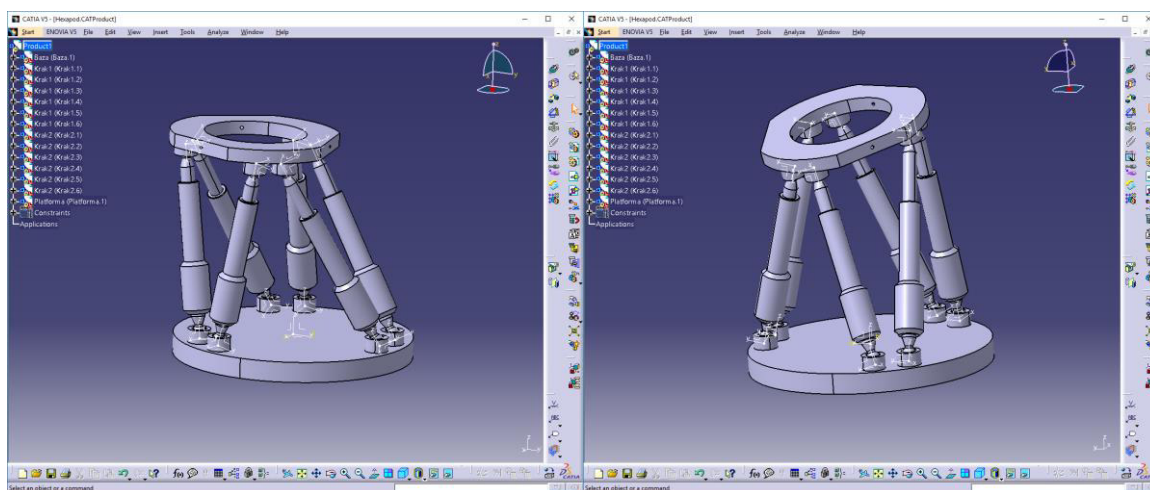 CATIA V5 - [Hexapod.CATProduct]
Start ENOVIA V5 File Edit View Insert Tools Analyze Window Help
Product1
Baza (Baza.1)
Krak1 (Krak1.1)
Krak1 (Krak1.2)
Krak1 (Krak1.3)
Krak1 (Krak1.4)
Krak1 (Krak1.5)
Krak1 (Krak1.6)
Krak2 (Krak2.1)
Krak2 (Krak2.2)
Krak2 (Krak2.3)
Krak2 (Krak2.4)
Krak2 (Krak2.5)
Krak2 (Krak2.6)
Platforma (Platforma.1)
Constraints
Applications
Select an object or a command
CATIA
CATIA V5 - [Hexapod.CATProduct]
Start ENOVIA V5 File Edit View Insert Tools Analyze Window Help
Product1
Baza (Baza.1)
Krak1 (Krak1.1)
Krak1 (Krak1.2)
Krak1 (Krak1.3)
Krak1 (Krak1.4)
Krak1 (Krak1.5)
Krak1 (Krak1.6)
Krak2 (Krak2.1)
Krak2 (Krak2.2)
Krak2 (Krak2.3)
Krak2 (Krak2.4)
Krak2 (Krak2.5)
Krak2 (Krak2.6)
Platforma (Platforma.1)
Constraints
Applications
Select an object or a command
CATIA